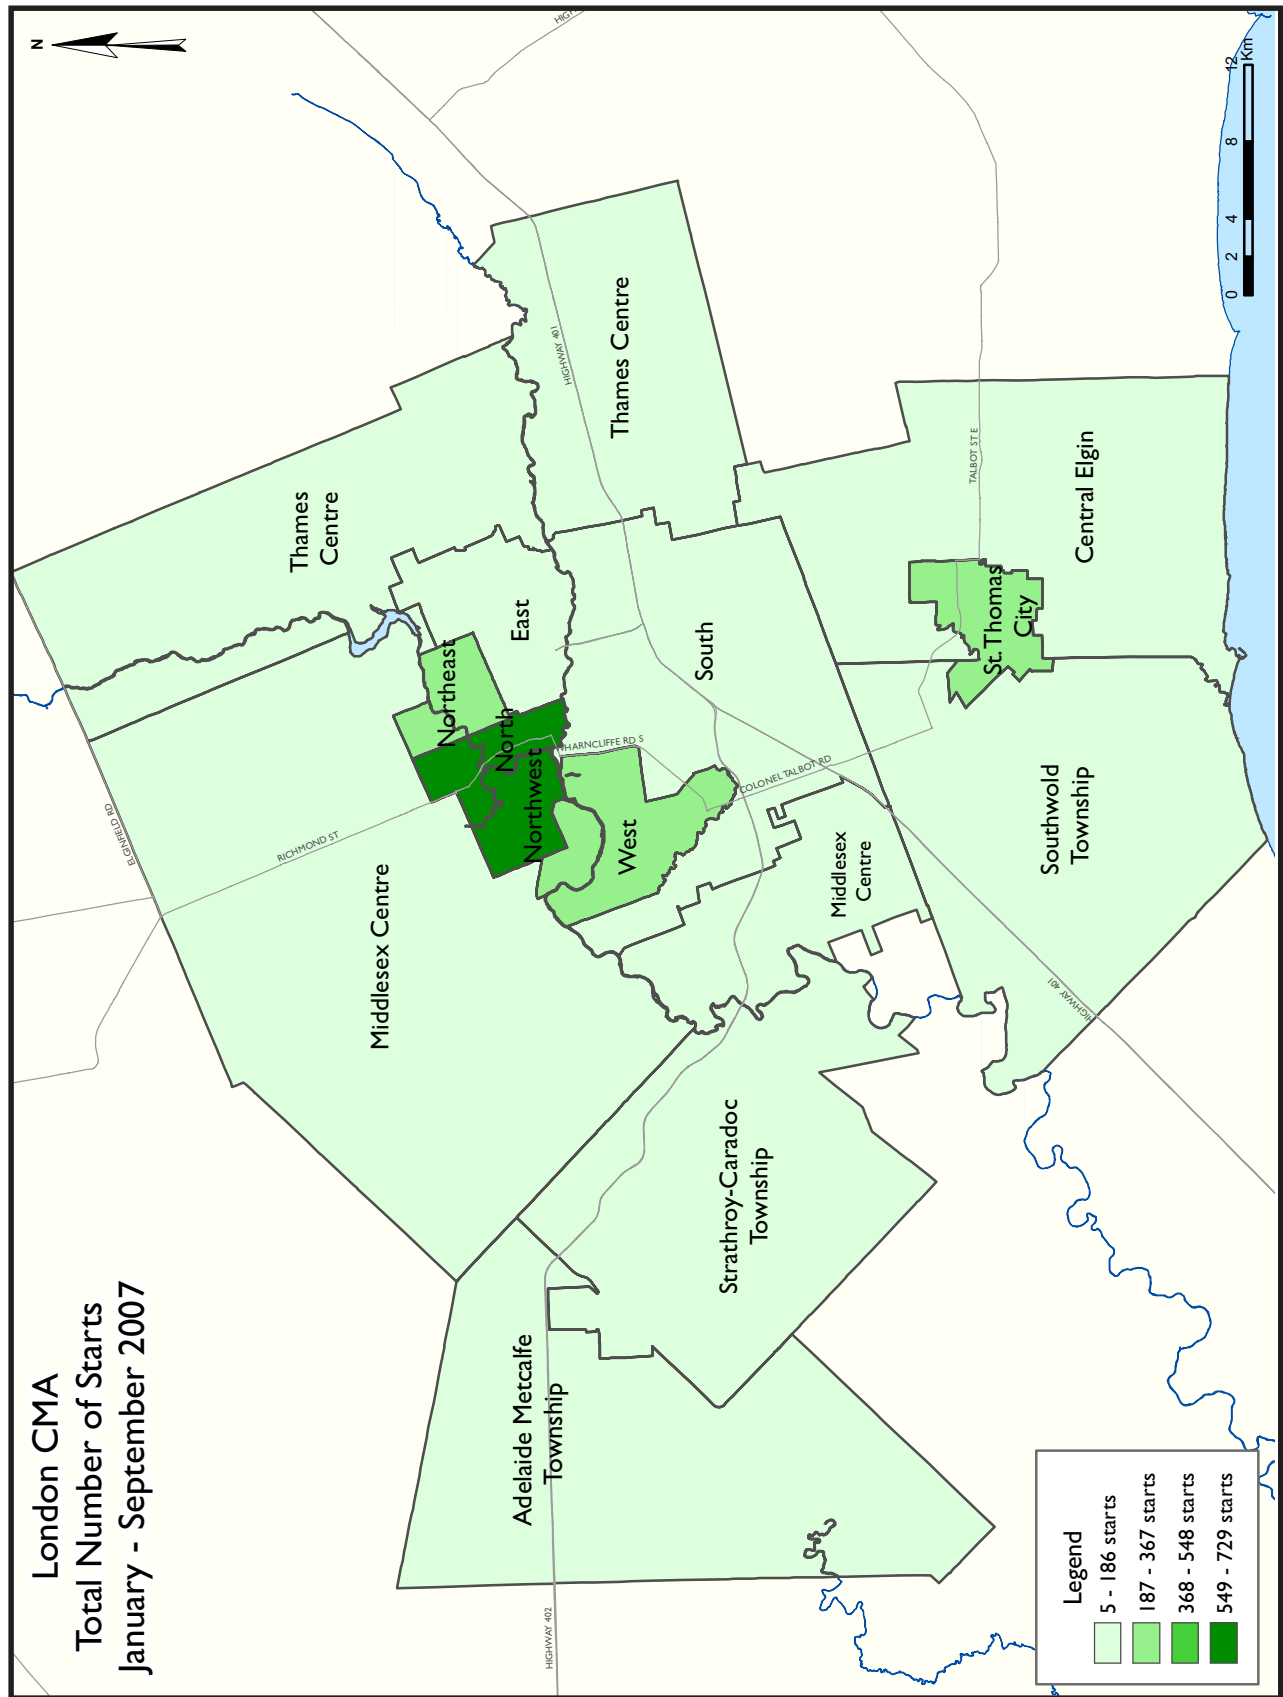 London CMA
Total Number of Starts
January - September 2007
N
HIGHWAY 401
ELGINFIELD RD
RICHMOND ST
Thames
Centre
Thames Centre
Middlesex Centre
Northeast
North
Northwest
East
WHARNCLIFFE RD S
West
South
COLONEL TALBOT RD
Middlesex
Centre
Adelaide Metcalfe
Township
HIGHWAY 402
Strathroy-Caradoc
Township
TALBOT ST E
St. Thomas
City
Central Elgin
Southwold
Township
HIGHWAY 401
Legend
5 - 186 starts
187 - 367 starts
368 - 548 starts
549 - 729 starts
0 2 4 8 12
Km